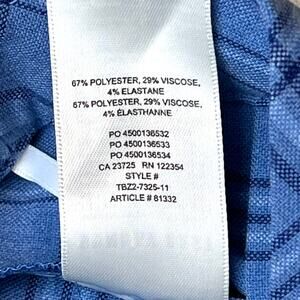 67% POLYESTER, 29% VISCOSE,
4% ELASTANE
67% POLYESTER, 29% VISCOSE,
4% ÉLASTHANNE
PO 4500136532
PO 4500136533
PO 4500136534
CA 23725 RN 122354
STYLE #
TBZ2-7325-11
ARTICLE # 81332